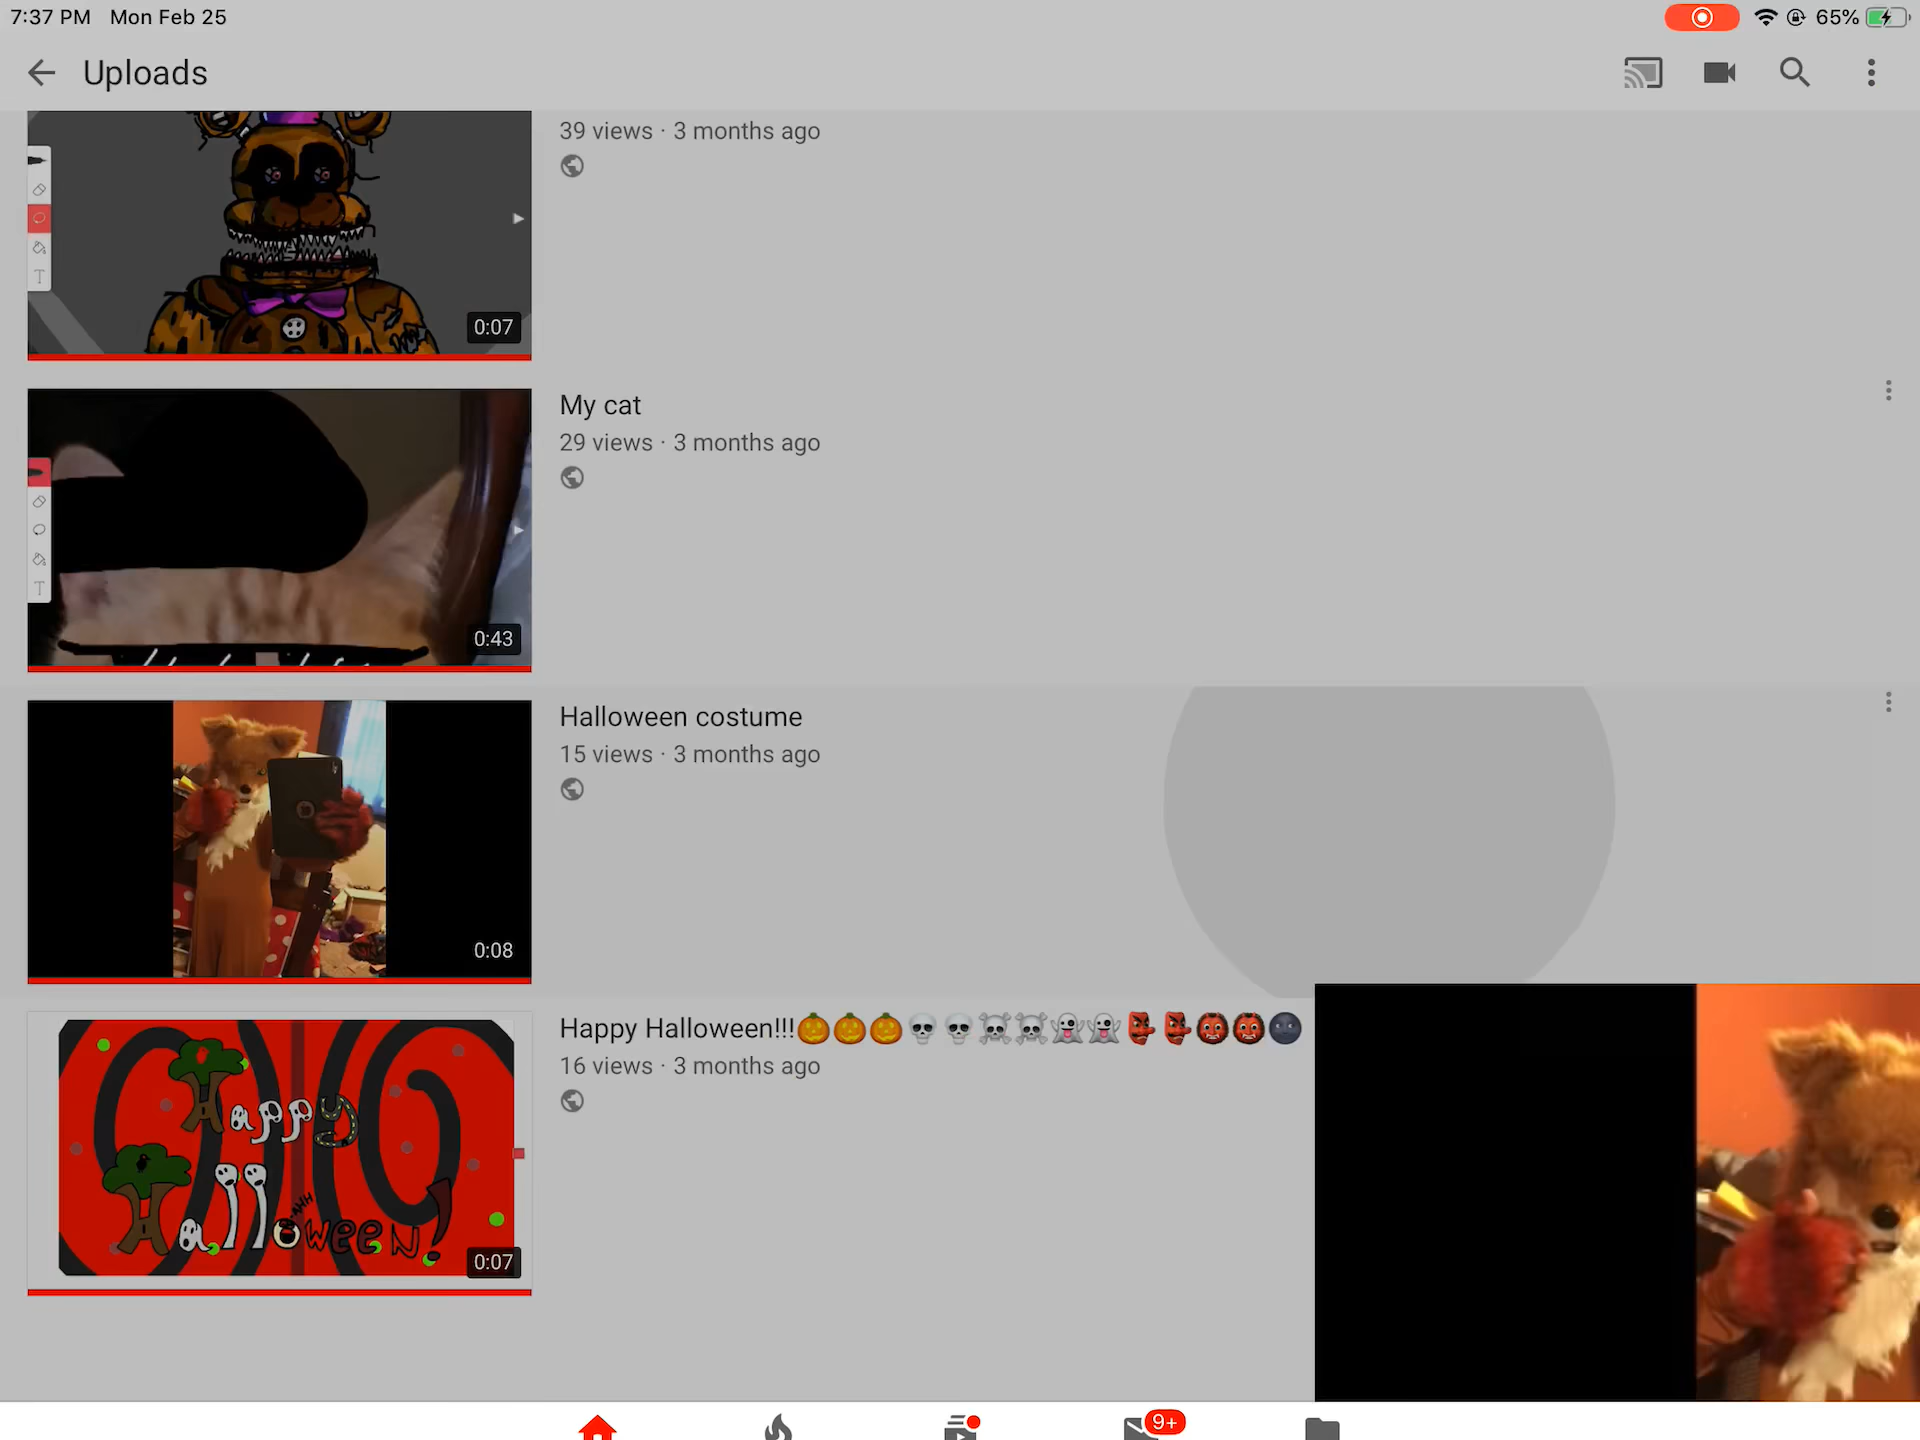 7:37 PM Mon Feb 25
65%
Uploads
39 views · 3 months ago
T
0:07
My cat
29 views · 3 months ago
T
0:43
Halloween costume
15 views · 3 months ago
0:08
Happy Halloween!!!🎃🎃🎃💀💀☠️☠️👻👻👺👺👹👹🌚
16 views · 3 months ago
Happy
Halloween!
0:07
9+